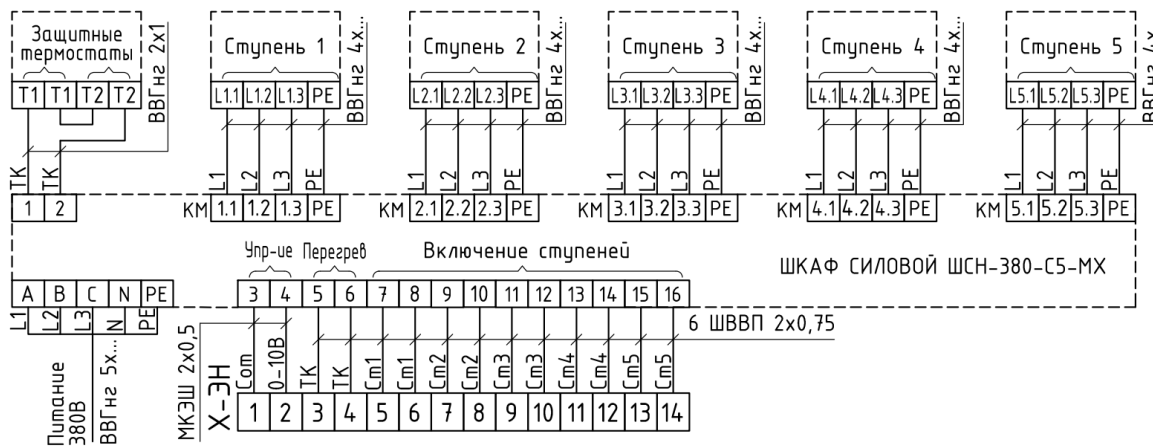 Защитные термостаты
T1 T1 T2 T2
ВВГнг 2х1
ТК ТК
1 2
Ступень 1
L1.1 L1.2 L1.3 PE
ВВГнг 4х...
L1 L2 L3 PE
КМ 1.1 1.2 1.3 PE
Ступень 2
L2.1 L2.2 L2.3 PE
ВВГнг 4х...
L1 L2 L3 PE
КМ 2.1 2.2 2.3 PE
Ступень 3
L3.1 L3.2 L3.3 PE
ВВГнг 4х...
L1 L2 L3 PE
КМ 3.1 3.2 3.3 PE
Ступень 4
L4.1 L4.2 L4.3 PE
ВВГнг 4х...
L1 L2 L3 PE
КМ 4.1 4.2 4.3 PE
Ступень 5
L5.1 L5.2 L5.3 PE
ВВГнг 4х...
L1 L2 L3 PE
КМ 5.1 5.2 5.3 PE
ШКАФ СИЛОВОЙ ШСН-380-С5-МХ
A B C N PE
L1 L2 L3 N PE
Питание 380В
ВВГнг 5х...
Упр-ие Перегрев Включение ступеней
3 4 5 6 7 8 9 10 11 12 13 14 15 16
МКЭШ 2х0,5
6 ШВВП 2х0,75
Com 0-10В ТК ТК Ст1 Ст1 Ст2 Ст2 Ст3 Ст3 Ст4 Ст4 Ст5 Ст5
Х-ЭН
1 2 3 4 5 6 7 8 9 10 11 12 13 14